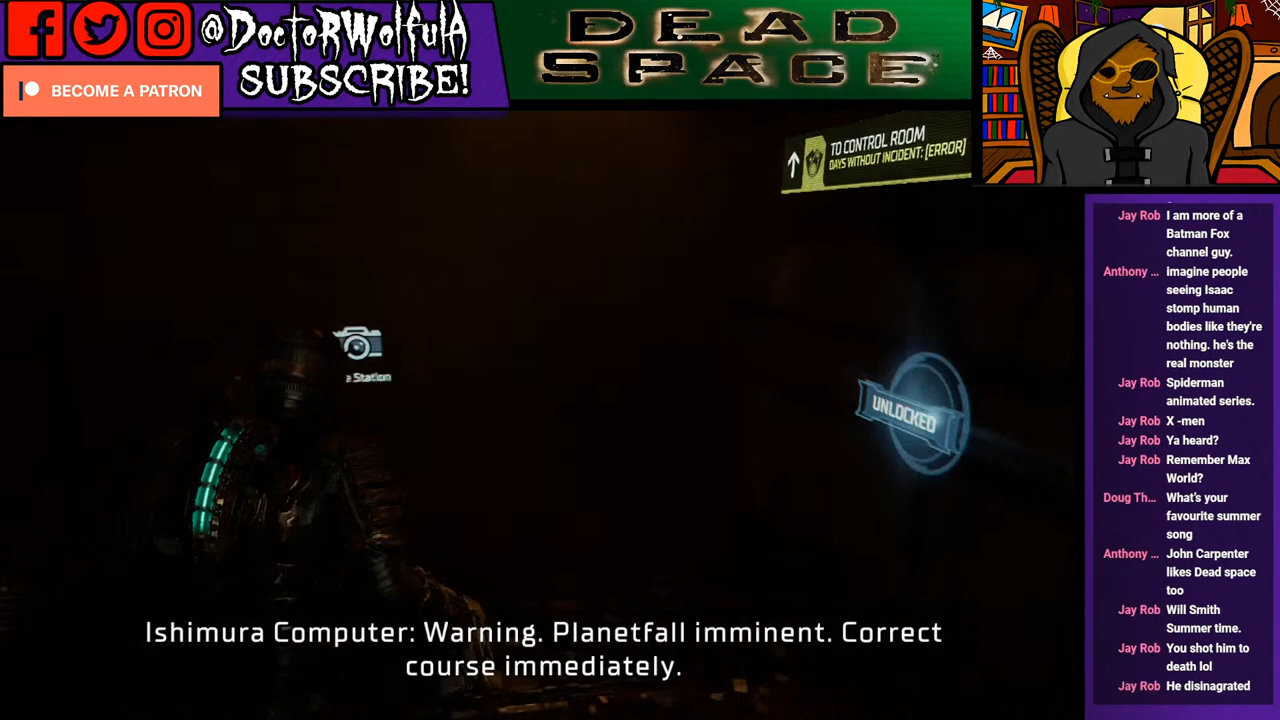 @DoctoRWolfulA
SUBSCRIBE!
BECOME A PATRON
DEAD
SPACE
TO CONTROL ROOM
DAYS WITHOUT INCIDENT: [ERROR]
e Station
UNLOCKED
Ishimura Computer: Warning. Planetfall imminent. Correct
course immediately.
Jay Rob I am more of a
Batman Fox
channel guy.
Anthony ... imagine people
seeing Isaac
stomp human
bodies like they're
nothing. he's the
real monster
Jay Rob Spiderman
animated series.
Jay Rob X -men
Jay Rob Ya heard?
Jay Rob Remember Max
World?
Doug Th... What's your
favourite summer
song
Anthony ... John Carpenter
likes Dead space
too
Jay Rob Will Smith
Summer time.
Jay Rob You shot him to
death lol
Jay Rob He disinagrated